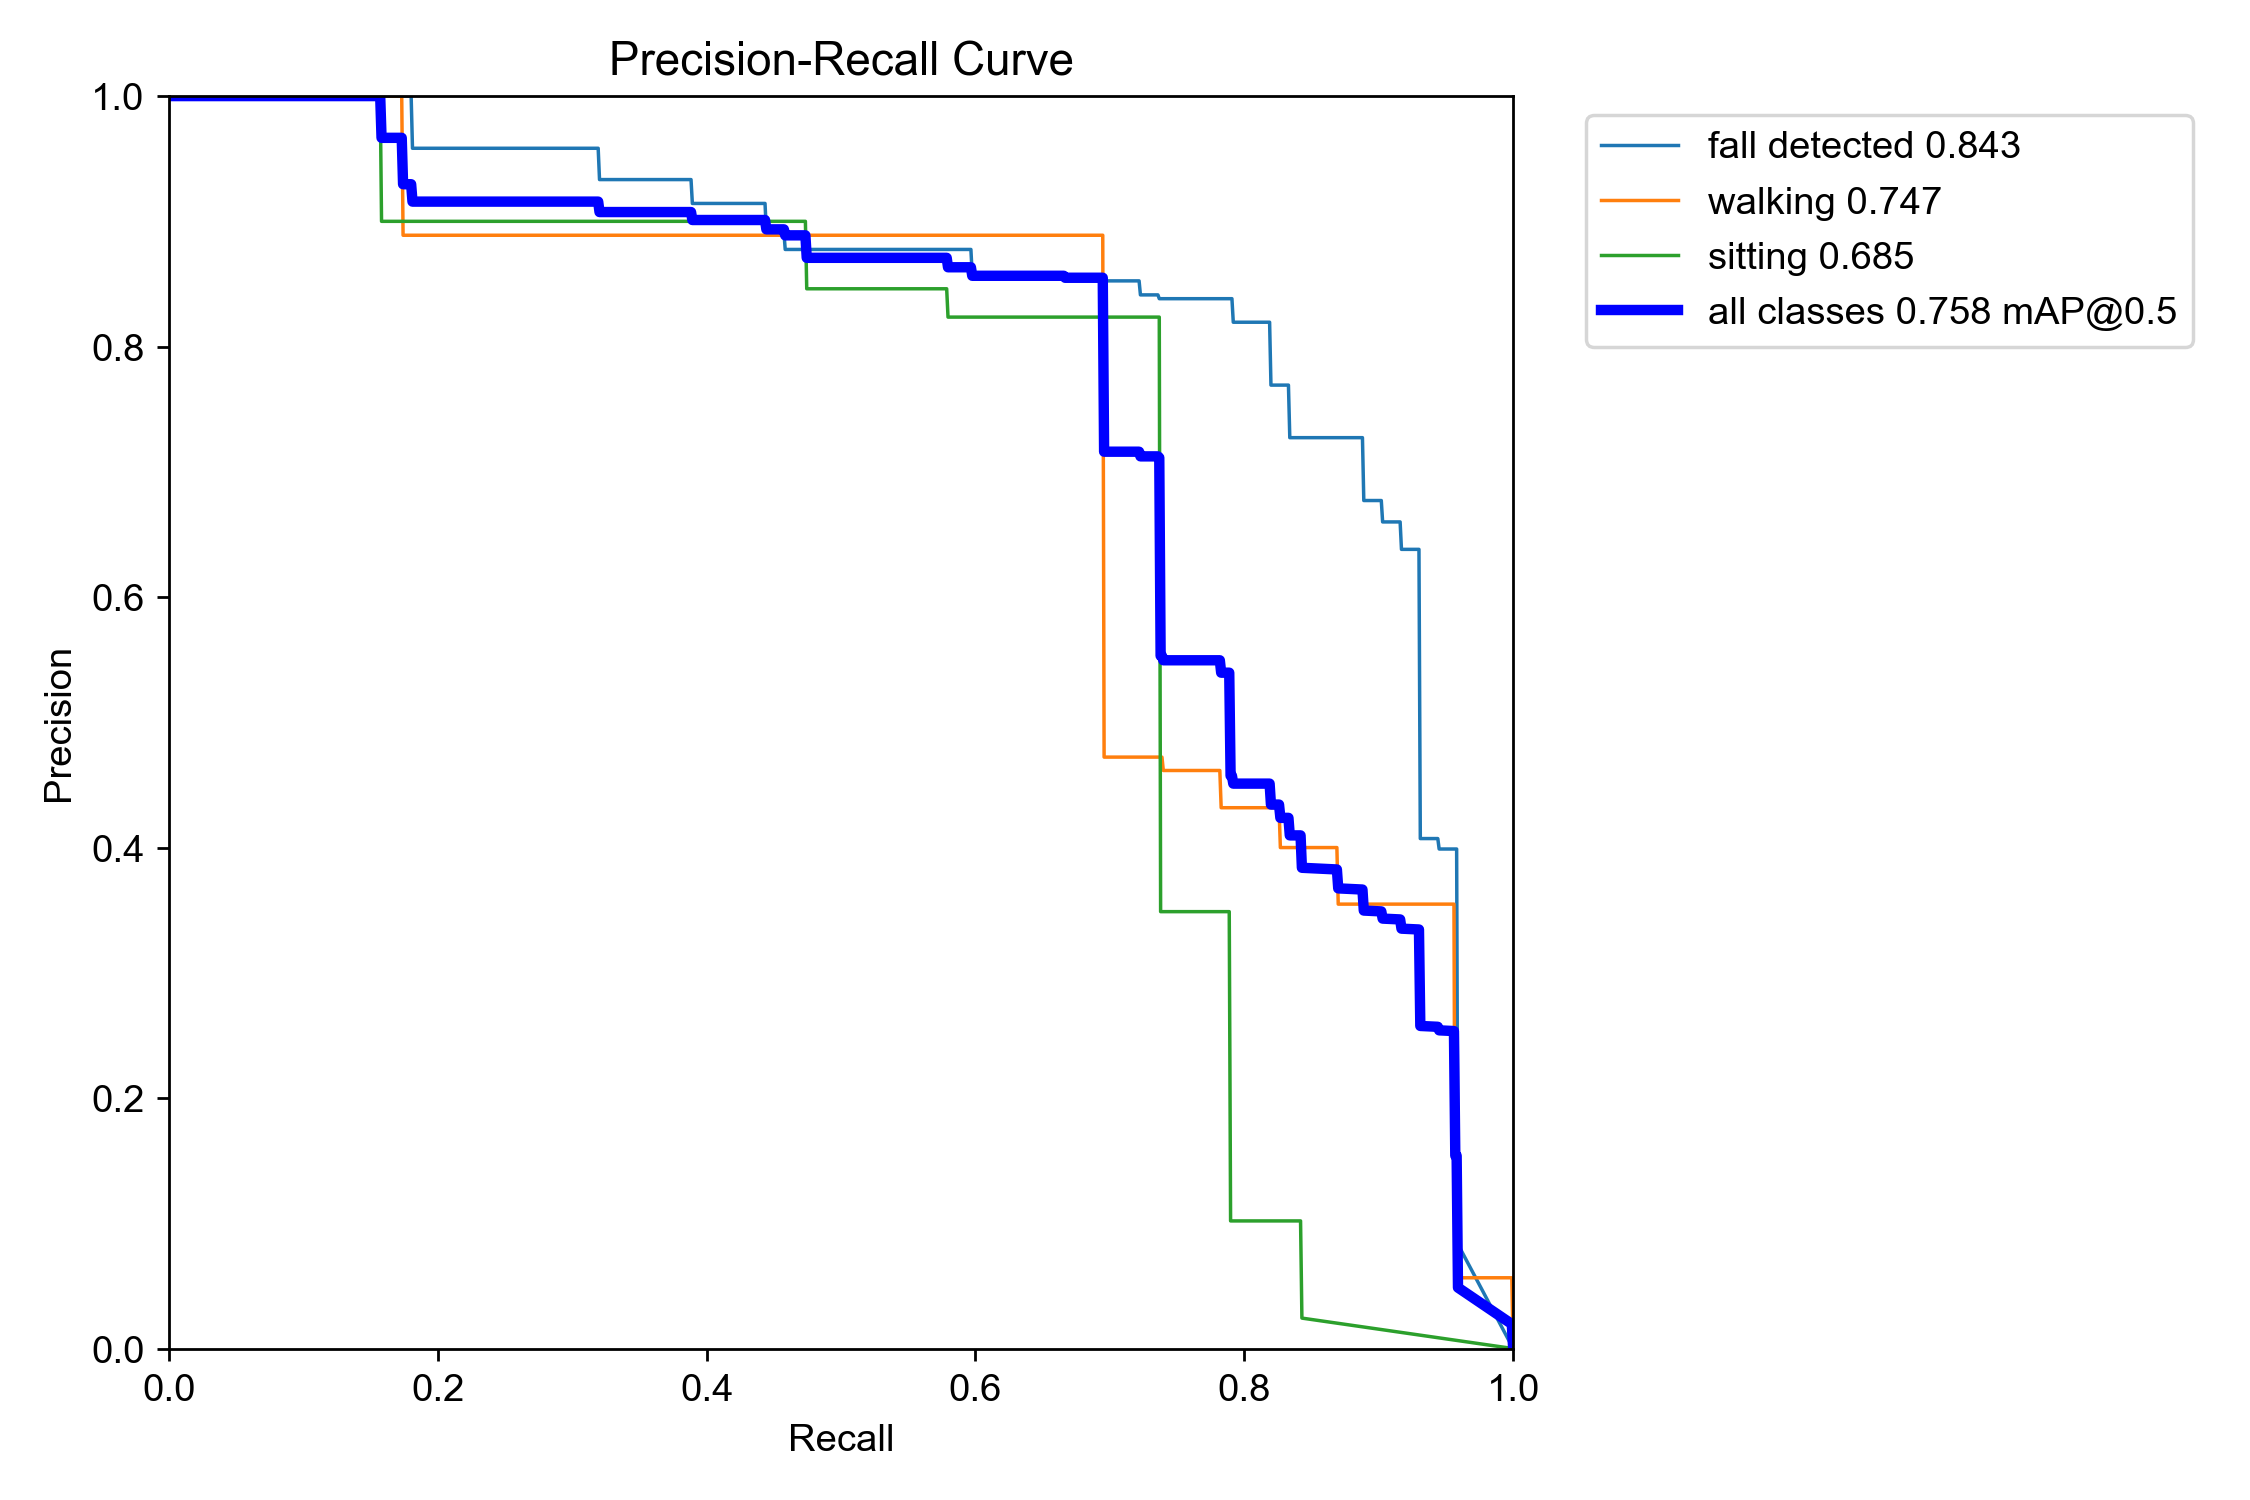 Precision-Recall Curve
1.0
0.8
0.6
0.4
0.2
0.0
Precision
0.0 0.2 0.4 0.6 0.8 1.0
Recall
fall detected 0.843
walking 0.747
sitting 0.685
all classes 0.758 mAP@0.5